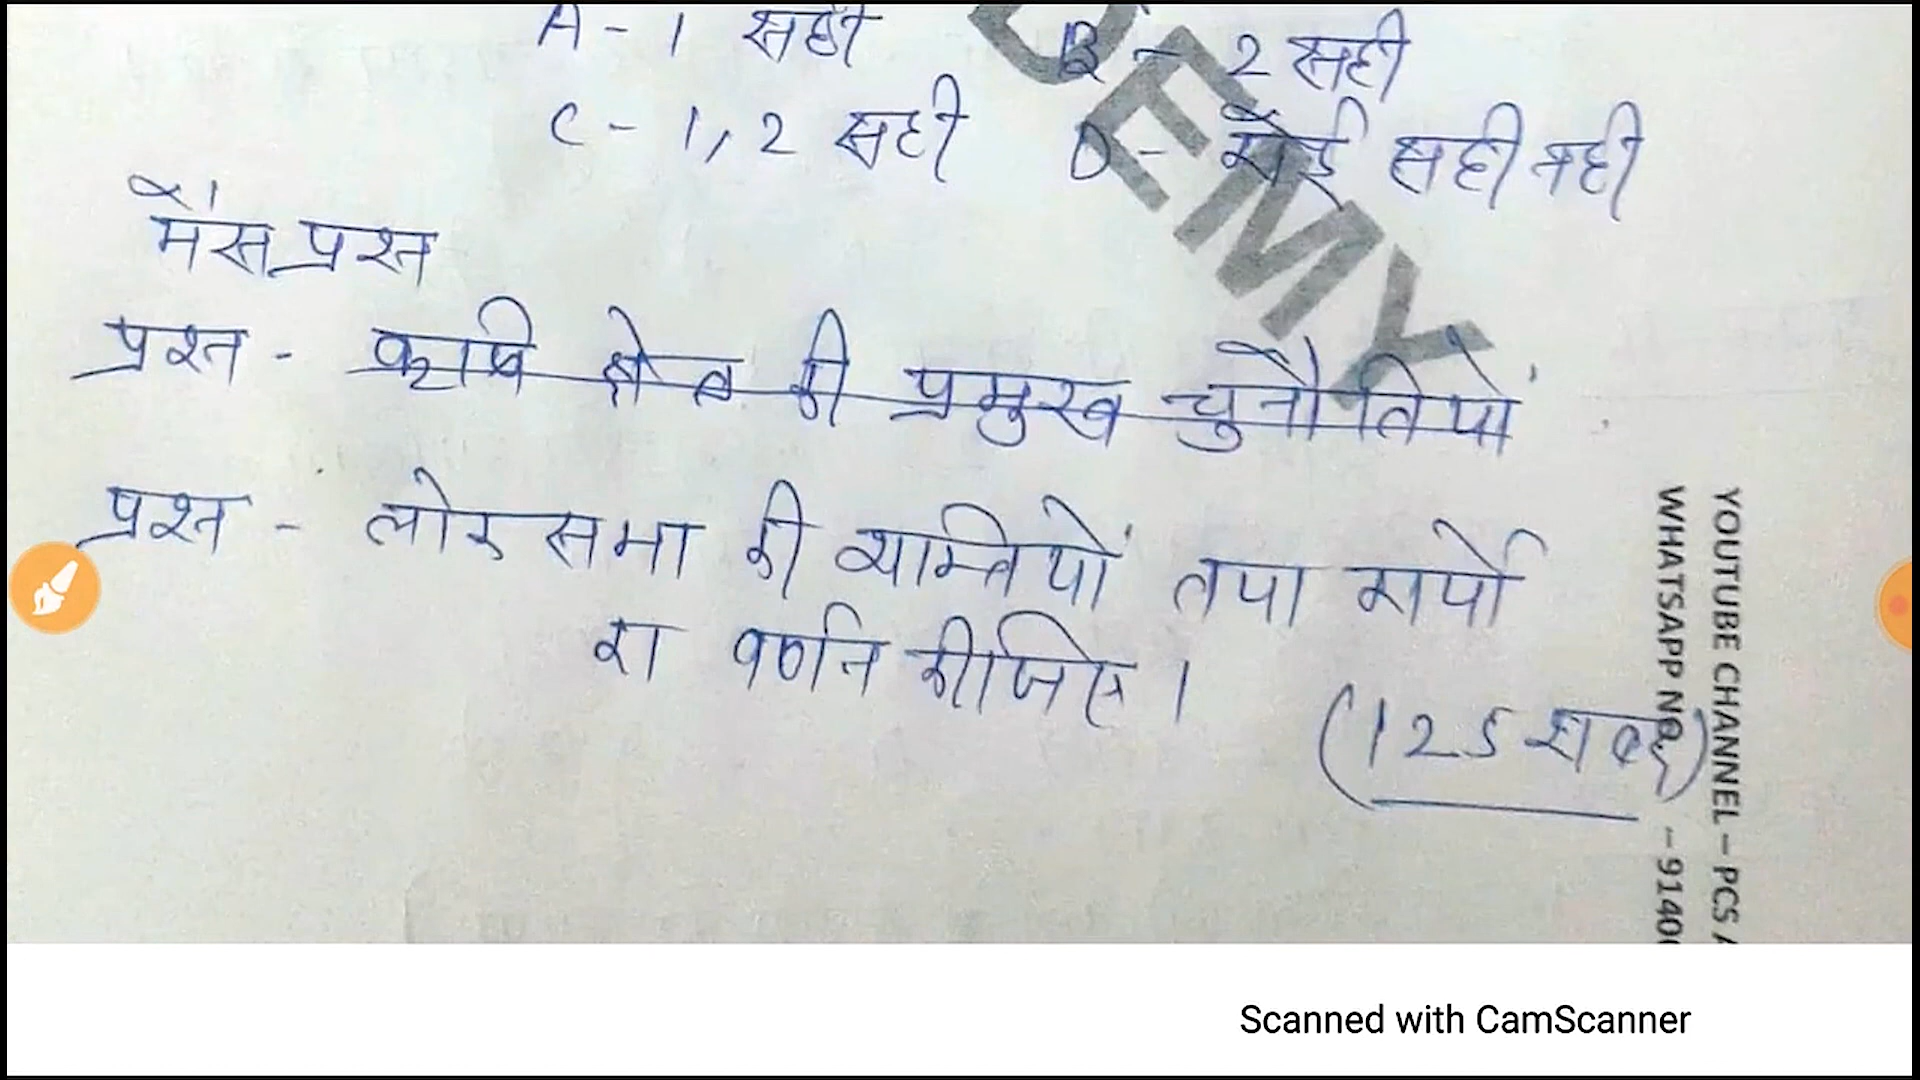 A - 1 सही B - 2 सही
C - 1,2 सही D - कोई सही नही
मैंस प्रश्न
प्रश्न - कृषि क्षेत्र की प्रमुख चुनौतियों
प्रश्न - लोकसभा की शक्तियों तथा कार्यो
का वर्णन कीजिए।
(125 शब्द)
DEMY
YOUTUBE CHANNEL – PCS A
WHATSAPP NO. – 9140
Scanned with CamScanner